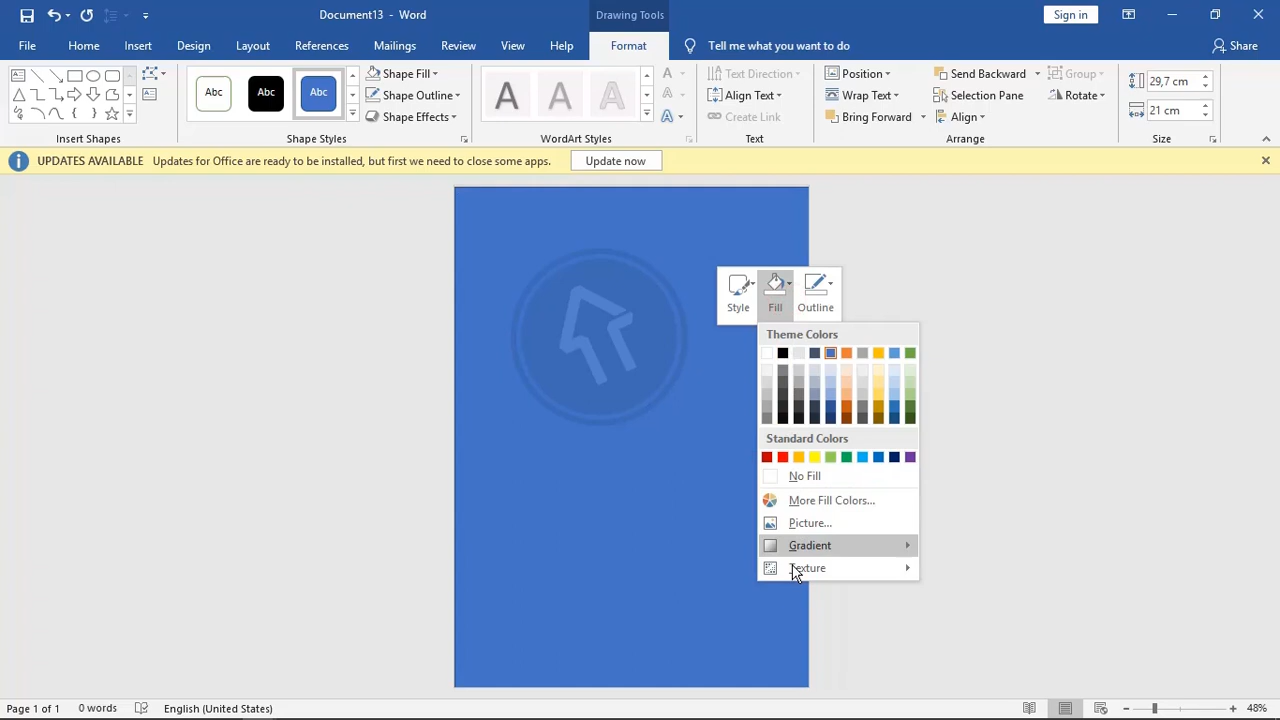 Document13 - Word
Drawing Tools
Sign in
File Home Insert Design Layout References Mailings Review View Help Format Tell me what you want to do Share
Abc Abc Abc
Shape Fill
Shape Outline
Shape Effects
A A A
Text Direction
Align Text
Create Link
Position
Wrap Text
Bring Forward
Send Backward
Selection Pane
Align
Group
Rotate
29,7 cm
21 cm
Insert Shapes Shape Styles WordArt Styles Text Arrange Size
UPDATES AVAILABLE Updates for Office are ready to be installed, but first we need to close some apps. Update now
Style Fill Outline
Theme Colors
Standard Colors
No Fill
More Fill Colors...
Picture...
Gradient
Texture
Page 1 of 1 0 words English (United States) 48%